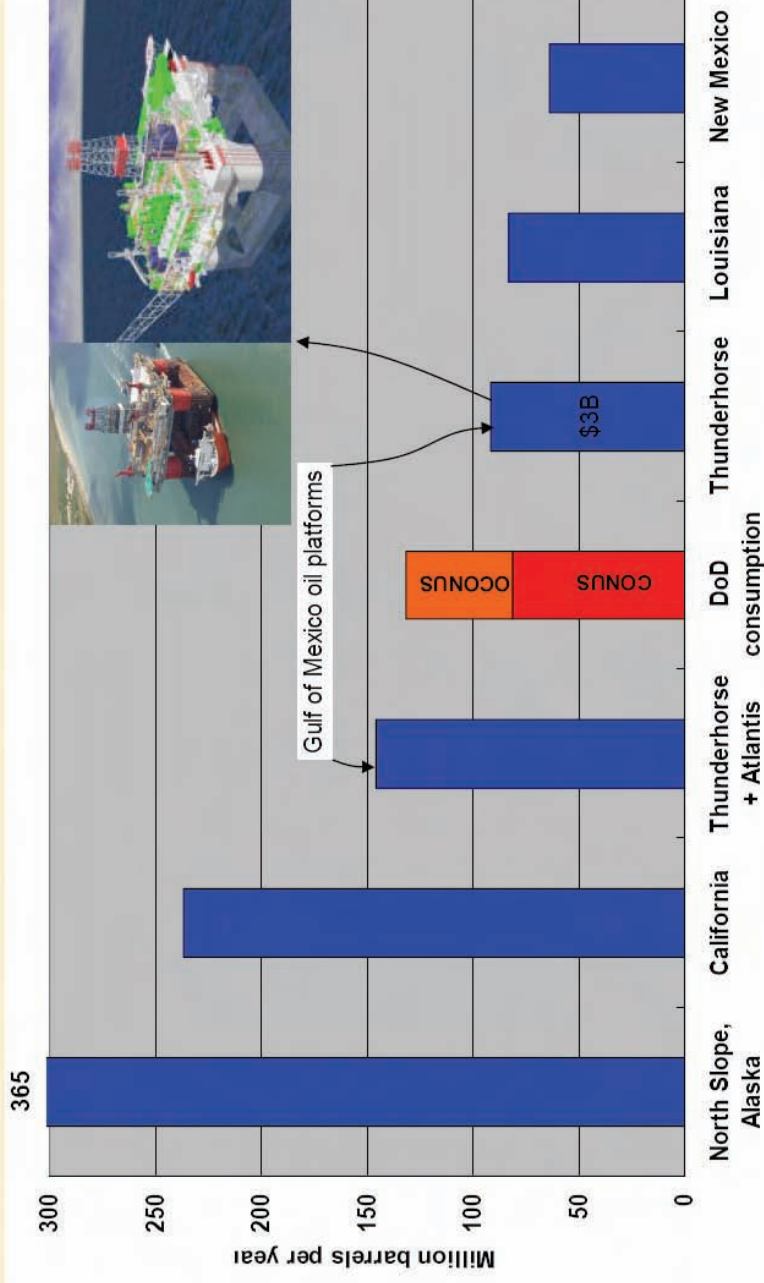 365
300
250
200
150
100
50
0
Million barrels per year
Gulf of Mexico oil platforms
OCONUS
CONUS
$3B
North Slope,
Alaska
California
Thunderhorse
+ Atlantis
DoD
consumption
Thunderhorse
Louisiana
New Mexico